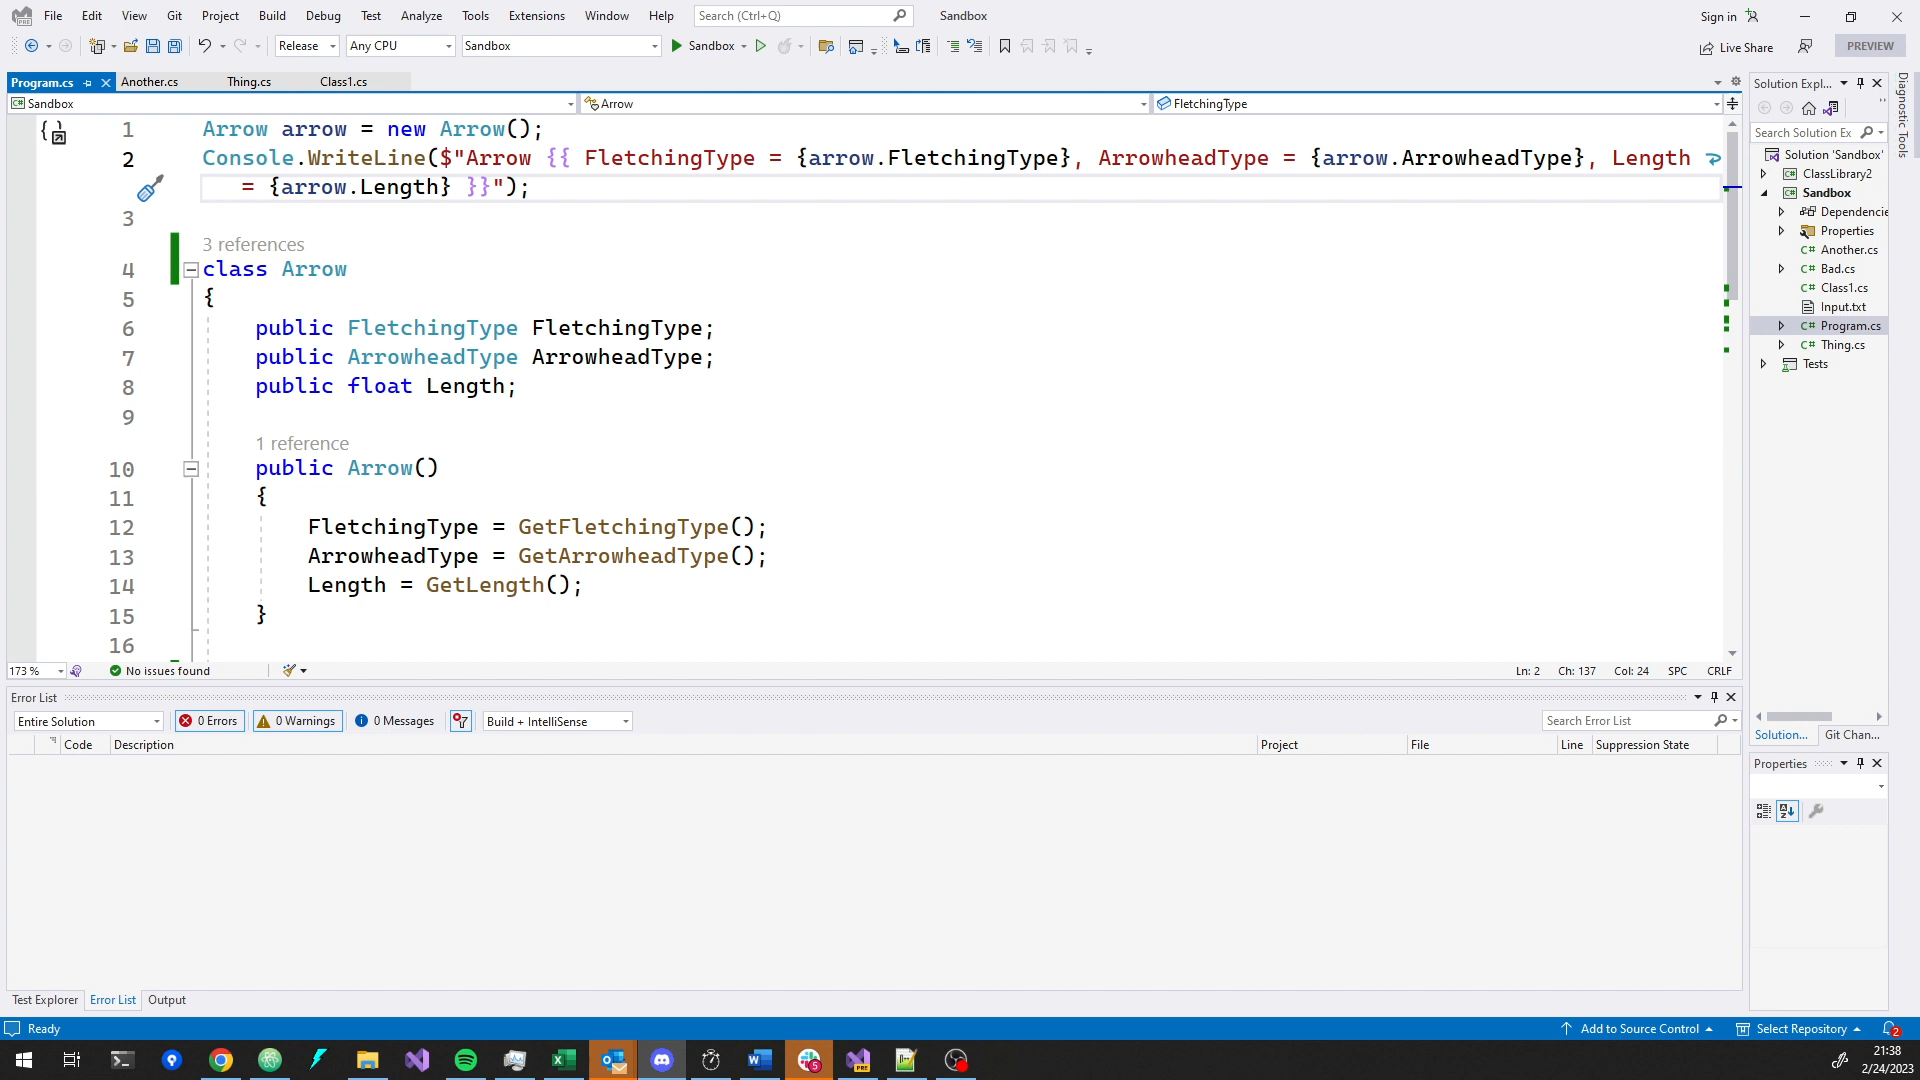 File Edit View Git Project Build Debug Test Analyze Tools Extensions Window Help Search (Ctrl+Q) Sandbox Sign in
Release Any CPU Sandbox Sandbox Live Share PREVIEW
Program.cs Another.cs Thing.cs Class1.cs
Sandbox Arrow FletchingType
1 Arrow arrow = new Arrow();
2 Console.WriteLine($"Arrow {{ FletchingType = {arrow.FletchingType}, ArrowheadType = {arrow.ArrowheadType}, Length
= {arrow.Length} }}");
3
3 references
4 class Arrow
5 {
6 public FletchingType FletchingType;
7 public ArrowheadType ArrowheadType;
8 public float Length;
9
1 reference
10 public Arrow()
11 {
12 FletchingType = GetFletchingType();
13 ArrowheadType = GetArrowheadType();
14 Length = GetLength();
15 }
16
173 % No issues found Ln: 2 Ch: 137 Col: 24 SPC CRLF
Error List
Entire Solution 0 Errors 0 Warnings 0 Messages Build + IntelliSense Search Error List
Code Description Project File Line Suppression State
Test Explorer Error List Output
Solution Expl...
Search Solution Ex
Solution 'Sandbox'
ClassLibrary2
Sandbox
Dependencie
Properties
Another.cs
Bad.cs
Class1.cs
Input.txt
Program.cs
Thing.cs
Tests
Solution... Git Chan...
Properties
Diagnostic Tools
Ready Add to Source Control Select Repository 2
21:38
2/24/2023